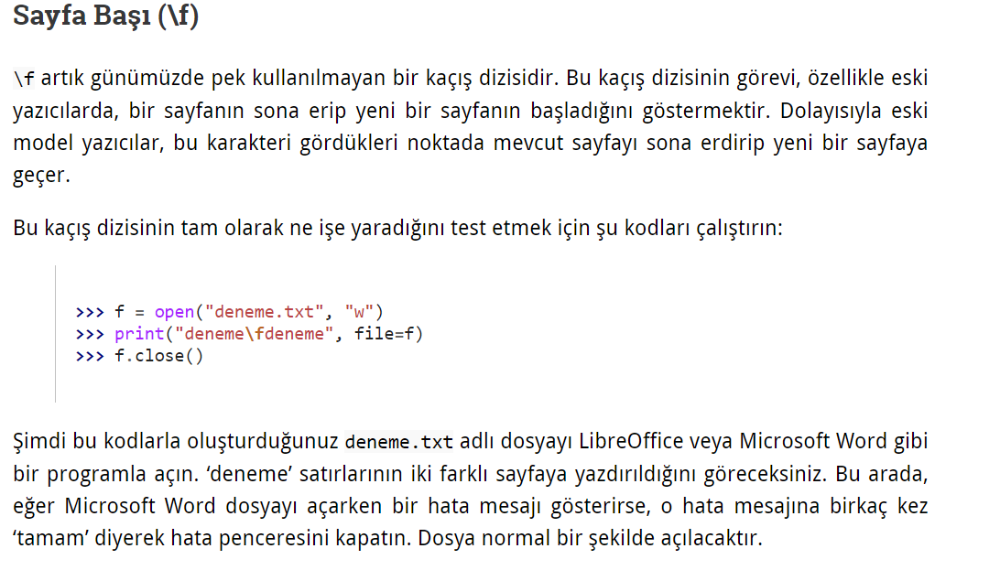 Sayfa Başı (\f)
\f artık günümüzde pek kullanılmayan bir kaçış dizisidir. Bu kaçış dizisinin görevi, özellikle eski
yazıcılarda, bir sayfanın sona erip yeni bir sayfanın başladığını göstermektir. Dolayısıyla eski
model yazıcılar, bu karakteri gördükleri noktada mevcut sayfayı sona erdirip yeni bir sayfaya
geçer.
Bu kaçış dizisinin tam olarak ne işe yaradığını test etmek için şu kodları çalıştırın:
>>> f = open("deneme.txt", "w")
>>> print("deneme\fdeneme", file=f)
>>> f.close()
Şimdi bu kodlarla oluşturduğunuz deneme.txt adlı dosyayı LibreOffice veya Microsoft Word gibi
bir programla açın. ‘deneme’ satırlarının iki farklı sayfaya yazdırıldığını göreceksiniz. Bu arada,
eğer Microsoft Word dosyayı açarken bir hata mesajı gösterirse, o hata mesajına birkaç kez
‘tamam’ diyerek hata penceresini kapatın. Dosya normal bir şekilde açılacaktır.